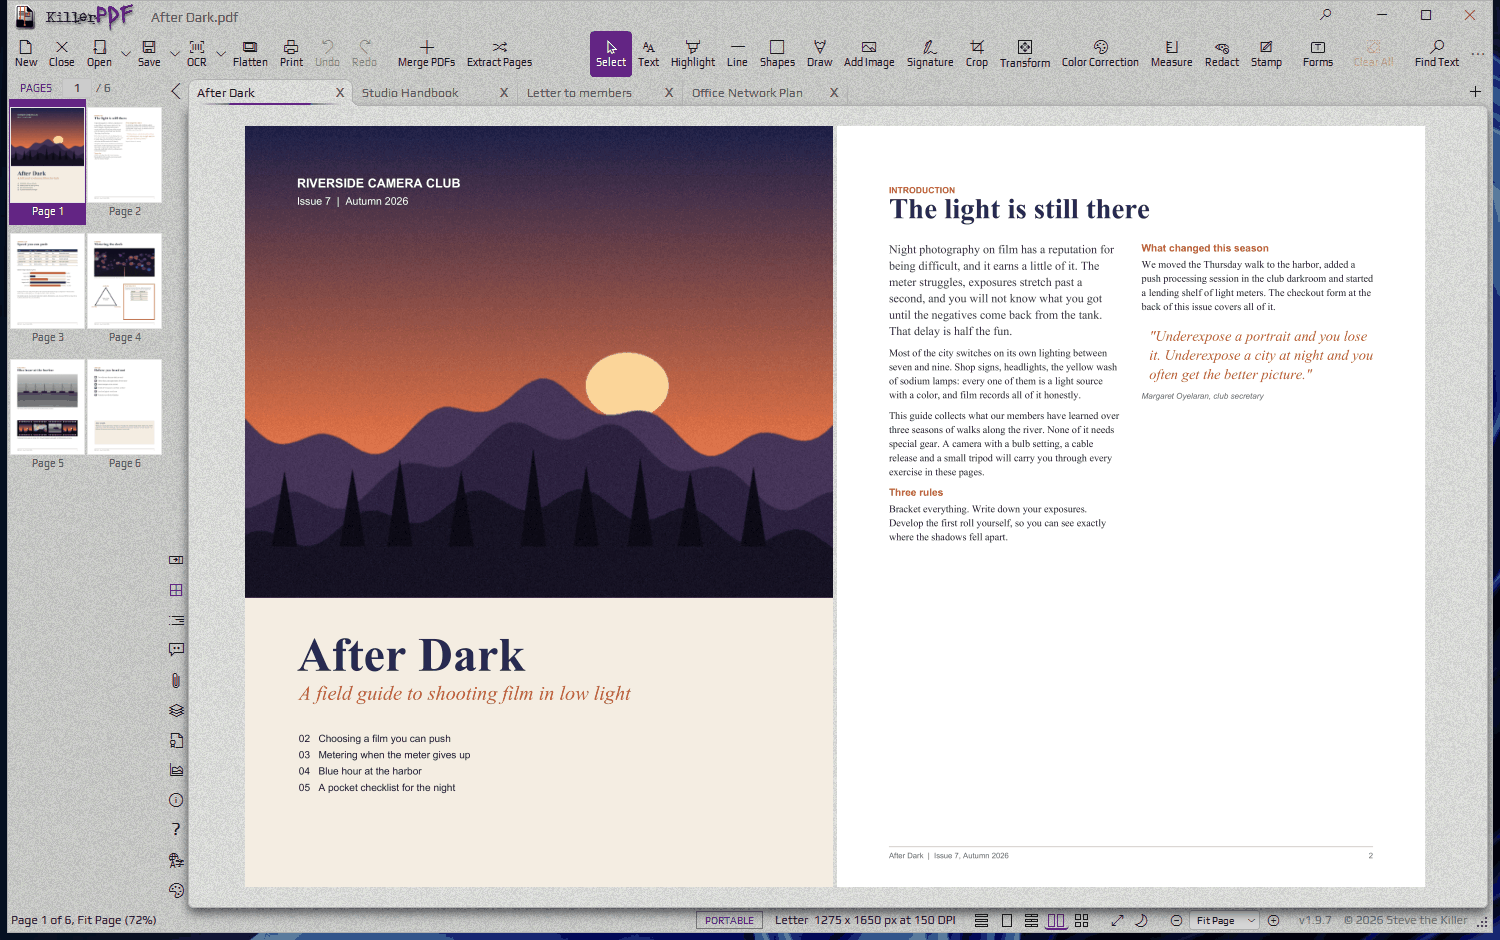 KillerPDF
After Dark.pdf
New Close Open Save OCR Flatten Print Undo Redo Merge PDFs Extract Pages Select Text Highlight Line Shapes Draw Add Image Signature Crop Transform Color Correction Measure Redact Stamp Forms Clear All Find Text
PAGES 1 / 6
After Dark X Studio Handbook X Letter to members X Office Network Plan X
Page 1
Page 2
Page 3
Page 4
Page 5
Page 6
RIVERSIDE CAMERA CLUB
Issue 7 | Autumn 2026
After Dark
A field guide to shooting film in low light
02 Choosing a film you can push
03 Metering when the meter gives up
04 Blue hour at the harbor
05 A pocket checklist for the night
INTRODUCTION
The light is still there
Night photography on film has a reputation for
being difficult, and it earns a little of it. The
meter struggles, exposures stretch past a
second, and you will not know what you got
until the negatives come back from the tank.
That delay is half the fun.
Most of the city switches on its own lighting between
seven and nine. Shop signs, headlights, the yellow wash
of sodium lamps: every one of them is a light source
with a color, and film records all of it honestly.
This guide collects what our members have learned over
three seasons of walks along the river. None of it needs
special gear. A camera with a bulb setting, a cable
release and a small tripod will carry you through every
exercise in these pages.
Three rules
Bracket everything. Write down your exposures.
Develop the first roll yourself, so you can see exactly
where the shadows fell apart.
What changed this season
We moved the Thursday walk to the harbor, added a
push processing session in the club darkroom and started
a lending shelf of light meters. The checkout form at the
back of this issue covers all of it.
"Underexpose a portrait and you lose
it. Underexpose a city at night and you
often get the better picture."
Margaret Oyelaran, club secretary
After Dark | Issue 7, Autumn 2026
2
Page 1 of 6, Fit Page (72%)
PORTABLE
Letter 1275 x 1650 px at 150 DPI
Fit Page
v1.9.7 © 2026 Steve the Killer